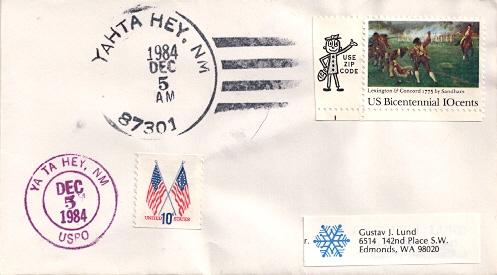 YAHTA HEY, NM
1984
DEC
5
AM
87301
USE
ZIP
CODE
Lexington & Concord 1775 by Sandham
US Bicentennial 10cents
YA TA HEY, NM
DEC
5
1984
USPO
UNITED 10c STATES
r.
Gustav J. Lund
6514 142nd Place S.W.
Edmonds, WA 98020